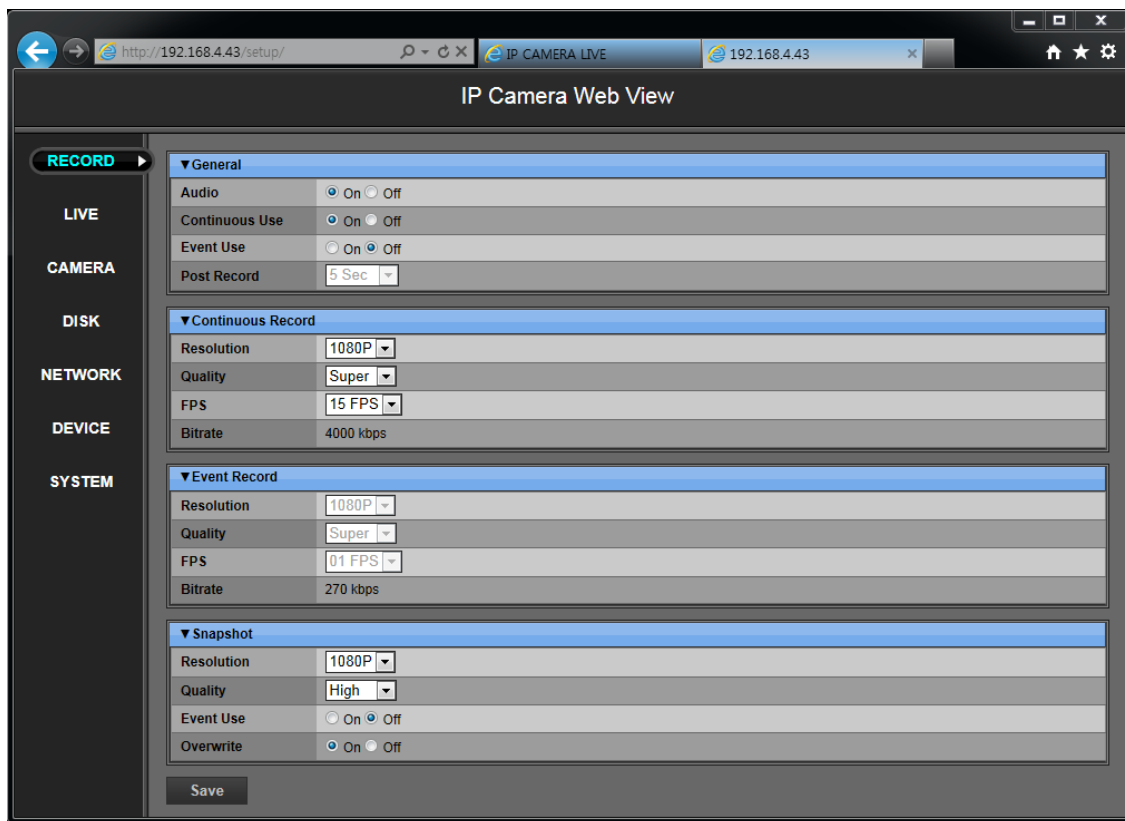 http://192.168.4.43/setup/
IP CAMERA LIVE
192.168.4.43
IP Camera Web View
RECORD
LIVE
CAMERA
DISK
NETWORK
DEVICE
SYSTEM
▼General
Audio On Off
Continuous Use On Off
Event Use On Off
Post Record 5 Sec
▼Continuous Record
Resolution 1080P
Quality Super
FPS 15 FPS
Bitrate 4000 kbps
▼Event Record
Resolution 1080P
Quality Super
FPS 01 FPS
Bitrate 270 kbps
▼Snapshot
Resolution 1080P
Quality High
Event Use On Off
Overwrite On Off
Save